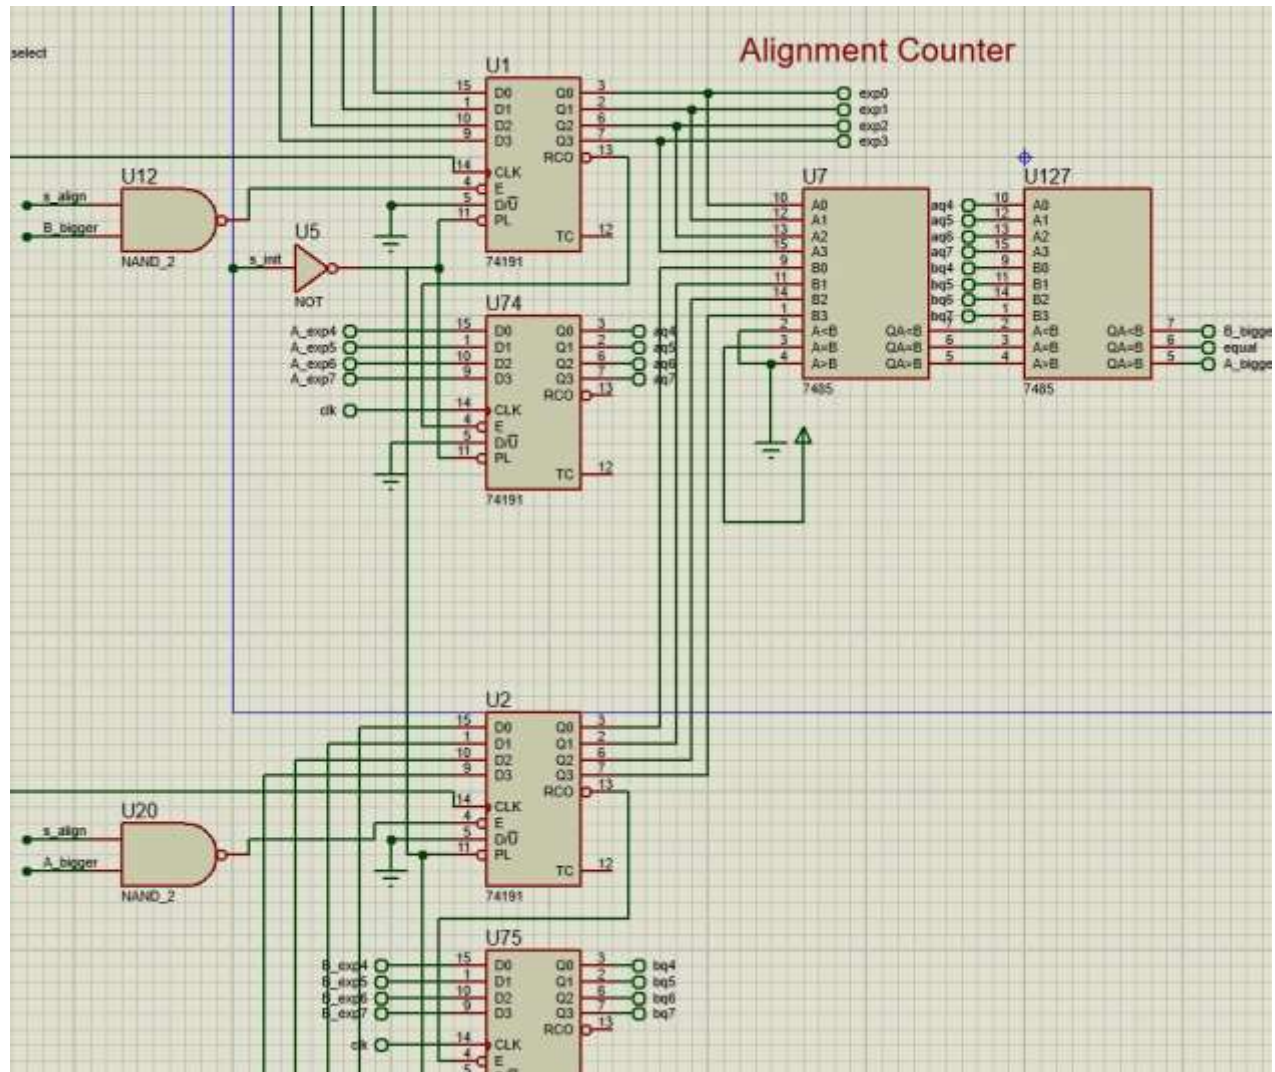 select
Alignment Counter
U1
15 D0 Q0 3 exp0
1 D1 Q1 2 exp1
10 D2 Q2 6 exp2
9 D3 Q3 7 exp3
RCO 13
14 CLK
4 E
5 D/U
11 PL
TC 12
74191
U12
s_align
B_bigger
NAND_2
U5
s_init
NOT
U7
10 A0
12 A1
13 A2
15 A3
9 B0
11 B1
14 B2
1 B3
2 A<B QA<B 7
3 A=B QA=B 6
4 A>B QA>B 5
7485
U127
aq4 10 A0
aq5 12 A1
aq6 13 A2
aq7 15 A3
bq4 9 B0
bq5 11 B1
bq6 14 B2
bq7 1 B3
2 A<B QA<B 7
3 A=B QA=B 6 equal
4 A>B QA>B 5
7485
U74
A_exp4 15 D0 Q0 3 aq4
A_exp5 1 D1 Q1 2 aq5
A_exp6 10 D2 Q2 6 aq6
A_exp7 9 D3 Q3 7 aq7
RCO 13
clk 14 CLK
4 E
5 D/U
11 PL
TC 12
74191
U2
15 D0 Q0 3
1 D1 Q1 2
10 D2 Q2 6
9 D3 Q3 7
RCO 13
14 CLK
4 E
5 D/U
11 PL
TC 12
74191
U20
s_align
A_bigger
NAND_2
U75
B_exp4 15 D0 Q0 3 bq4
B_exp5 1 D1 Q1 2 bq5
B_exp6 10 D2 Q2 6 bq6
B_exp7 9 D3 Q3 7 bq7
RCO 13
clk 14 CLK
4 E
5